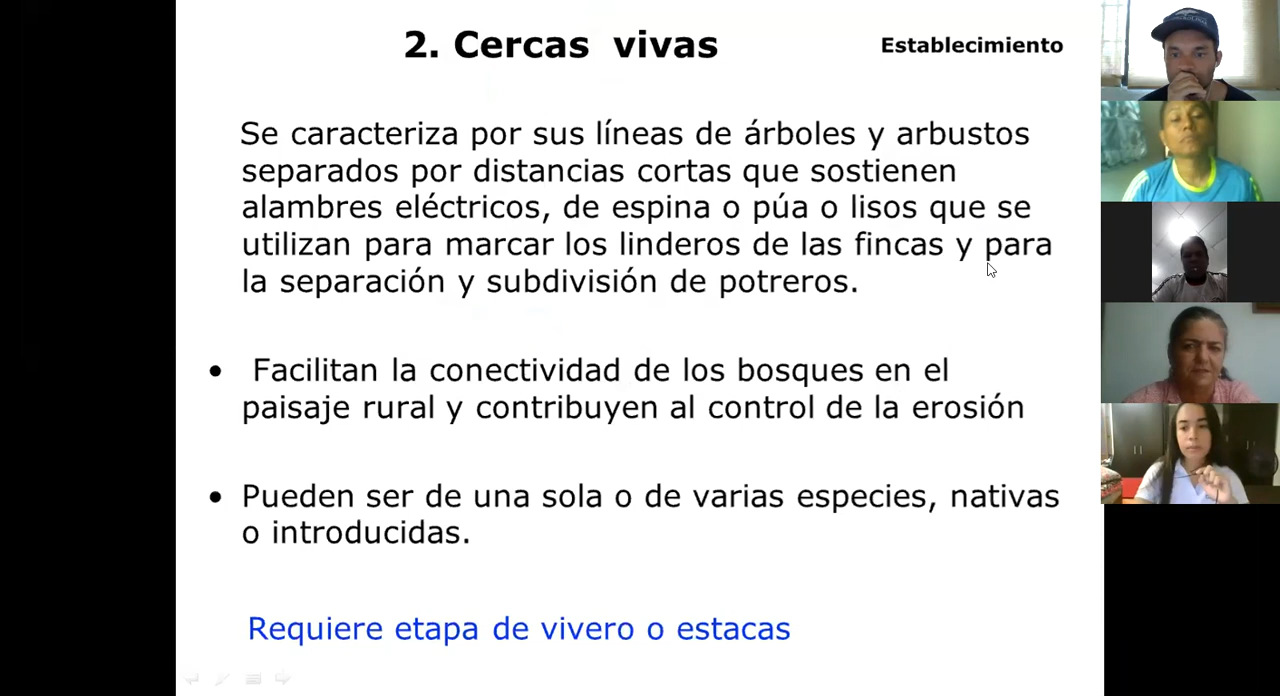 2. Cercas vivas
Establecimiento
Se caracteriza por sus líneas de árboles y arbustos
separados por distancias cortas que sostienen
alambres eléctricos, de espina o púa o lisos que se
utilizan para marcar los linderos de las fincas y para
la separación y subdivisión de potreros.
• Facilitan la conectividad de los bosques en el
paisaje rural y contribuyen al control de la erosión
• Pueden ser de una sola o de varias especies, nativas
o introducidas.
Requiere etapa de vivero o estacas